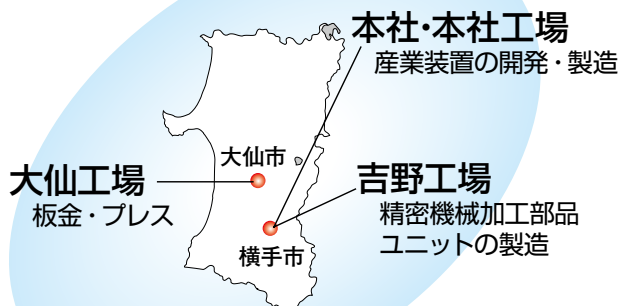 本社・本社工場
産業装置の開発・製造
大仙市
大仙工場
板金・プレス
吉野工場
精密機械加工部品
ユニットの製造
横手市